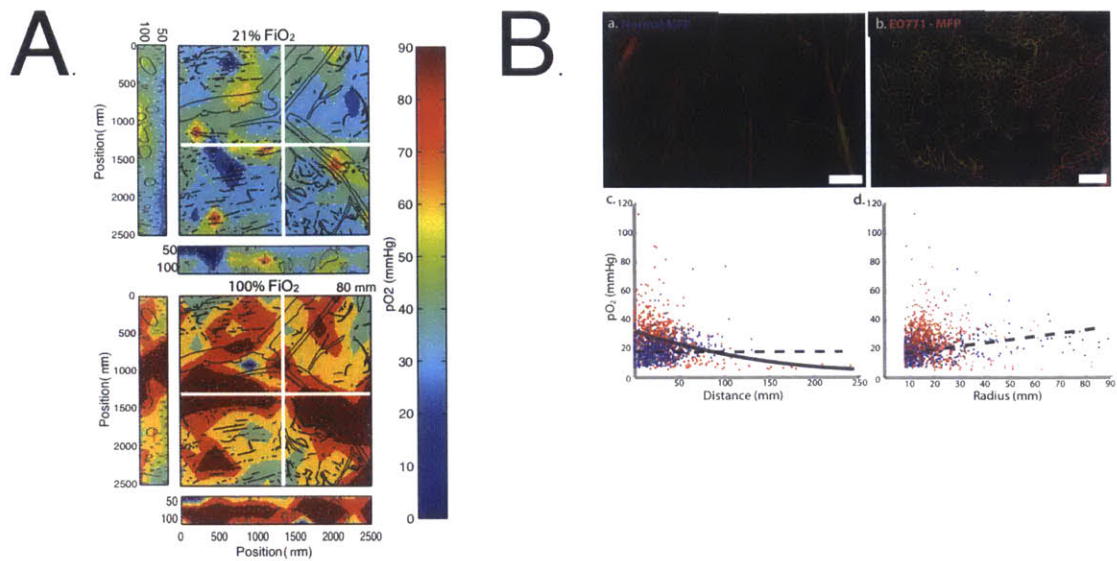 A.
21% FiO2
100
50
0
500
1000
1500
2000
2500
Position( mm)
50
100
100% FiO2
80 mm
0
500
1000
1500
2000
2500
Position( mm)
50
100
0 500 1000 1500 2000 2500
Position( mm)
90
80
70
60
50
40
30
20
10
0
pO2 (mmHg)
B.
a. Normal MFP
b. EO771 - MFP
c.
120
100
80
60
40
20
0
pO2 (mmHg)
50 100 150 200 250
Distance (mm)
d.
120
100
80
60
40
20
0
10 20 30 40 50 60 70 80 90
Radius (mm)